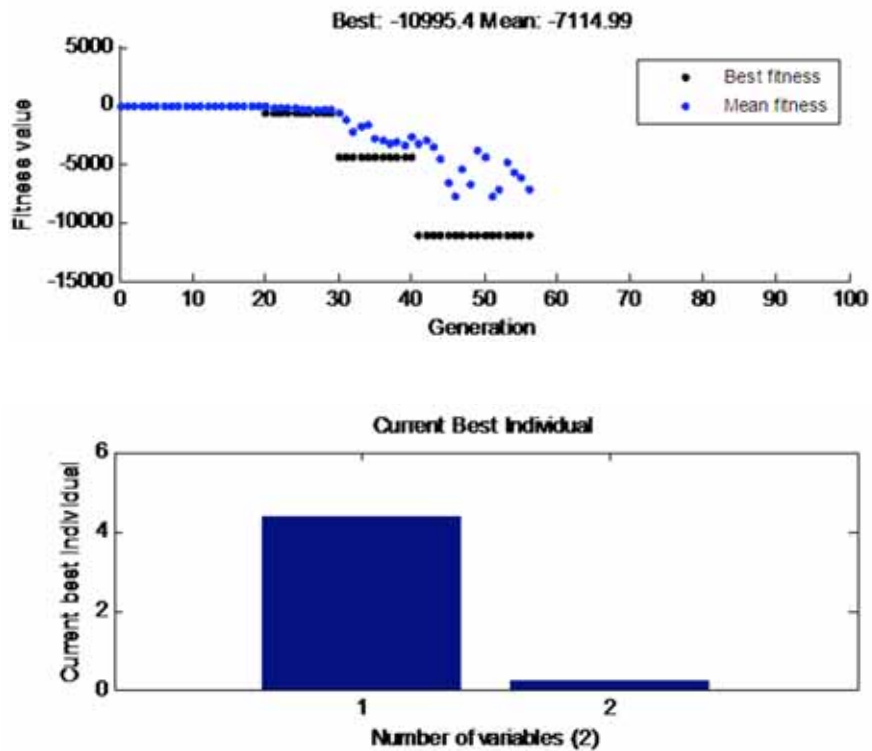 Best: -10995.4 Mean: -7114.99
5000
0
-5000
-10000
-15000
Fitness value
Best fitness
Mean fitness
0 10 20 30 40 50 60 70 80 90 100
Generation
Current Best Individual
6
4
2
0
Current best individual
1 2
Number of variables (2)